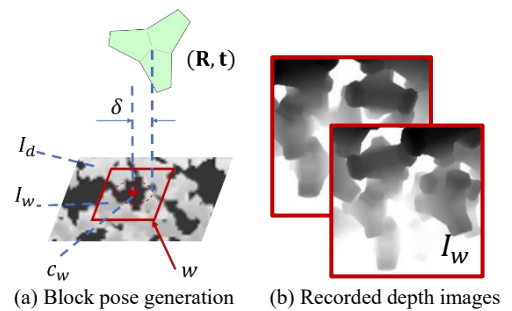 (R, t)
δ
I_d
I_w
c_w
w
I_w
(a) Block pose generation
(b) Recorded depth images